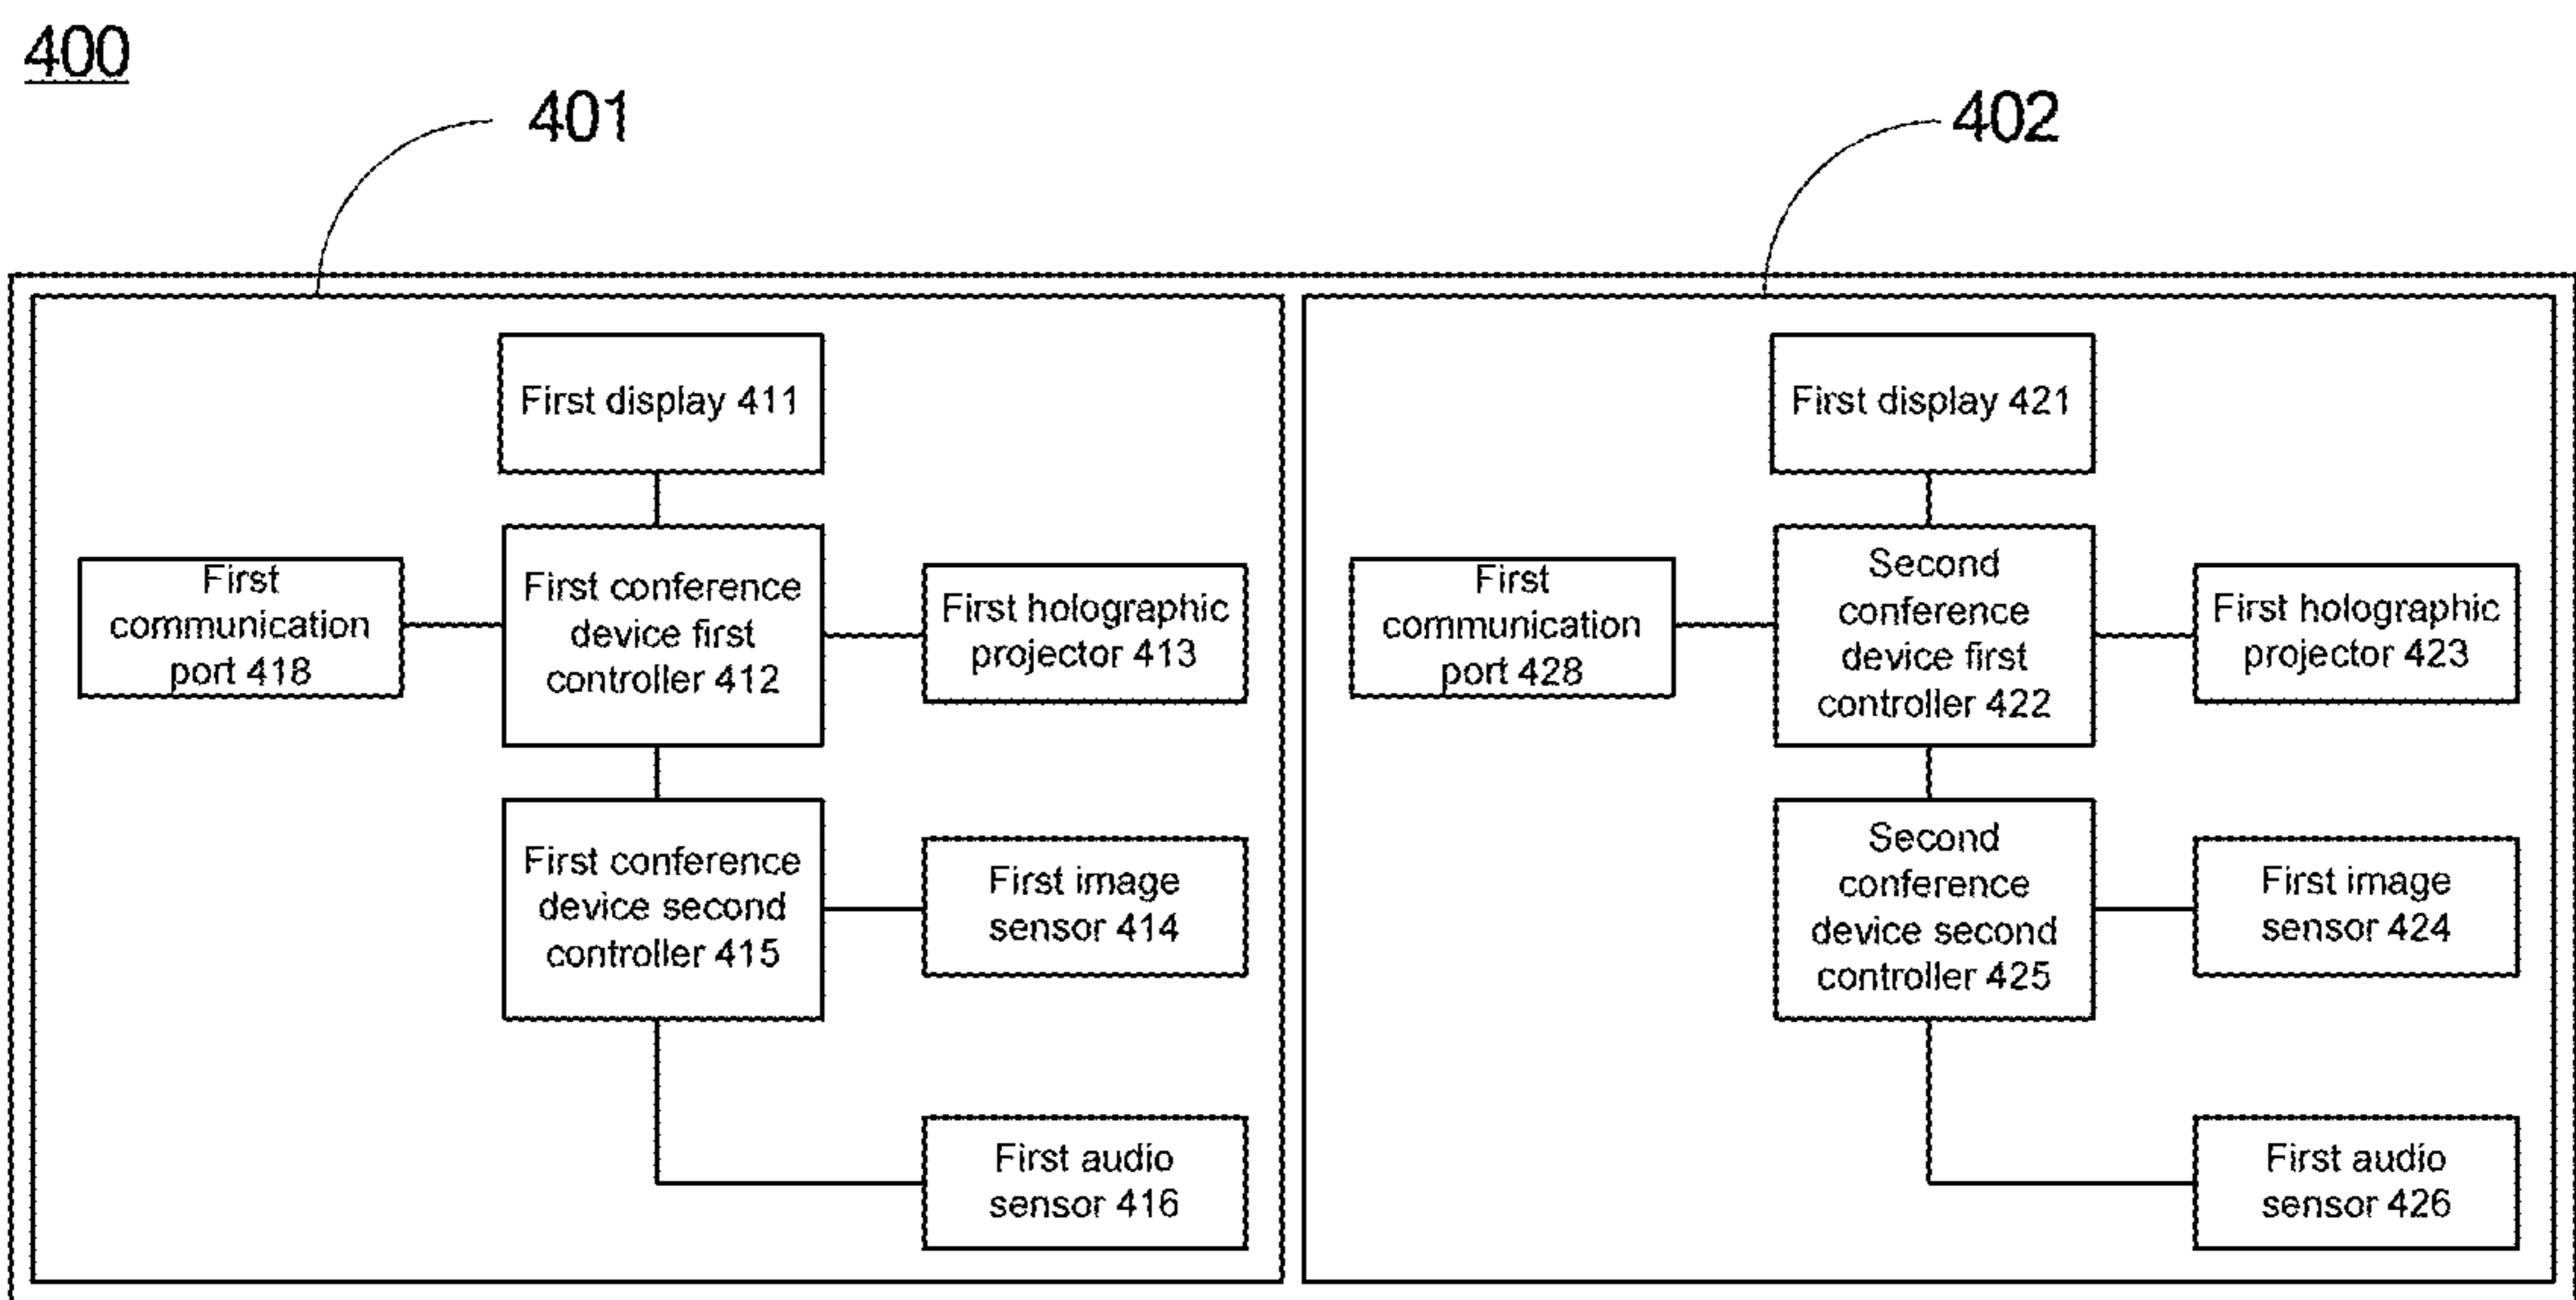 400
401
402
First display 411
First
communication
port 418
First conference
device first
controller 412
First holographic
projector 413
First conference
device second
controller 415
First image
sensor 414
First audio
sensor 416
First display 421
First
communication
port 428
Second
conference
device first
controller 422
First holographic
projector 423
Second
conference
device second
controller 425
First image
sensor 424
First audio
sensor 426